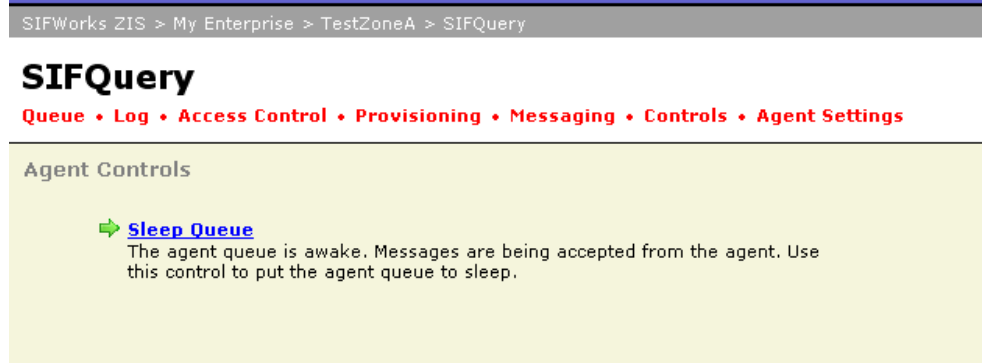 SIFWorks ZIS > My Enterprise > TestZoneA > SIFQuery
SIFQuery
Queue • Log • Access Control • Provisioning • Messaging • Controls • Agent Settings
Agent Controls
Sleep Queue
The agent queue is awake. Messages are being accepted from the agent. Use
this control to put the agent queue to sleep.